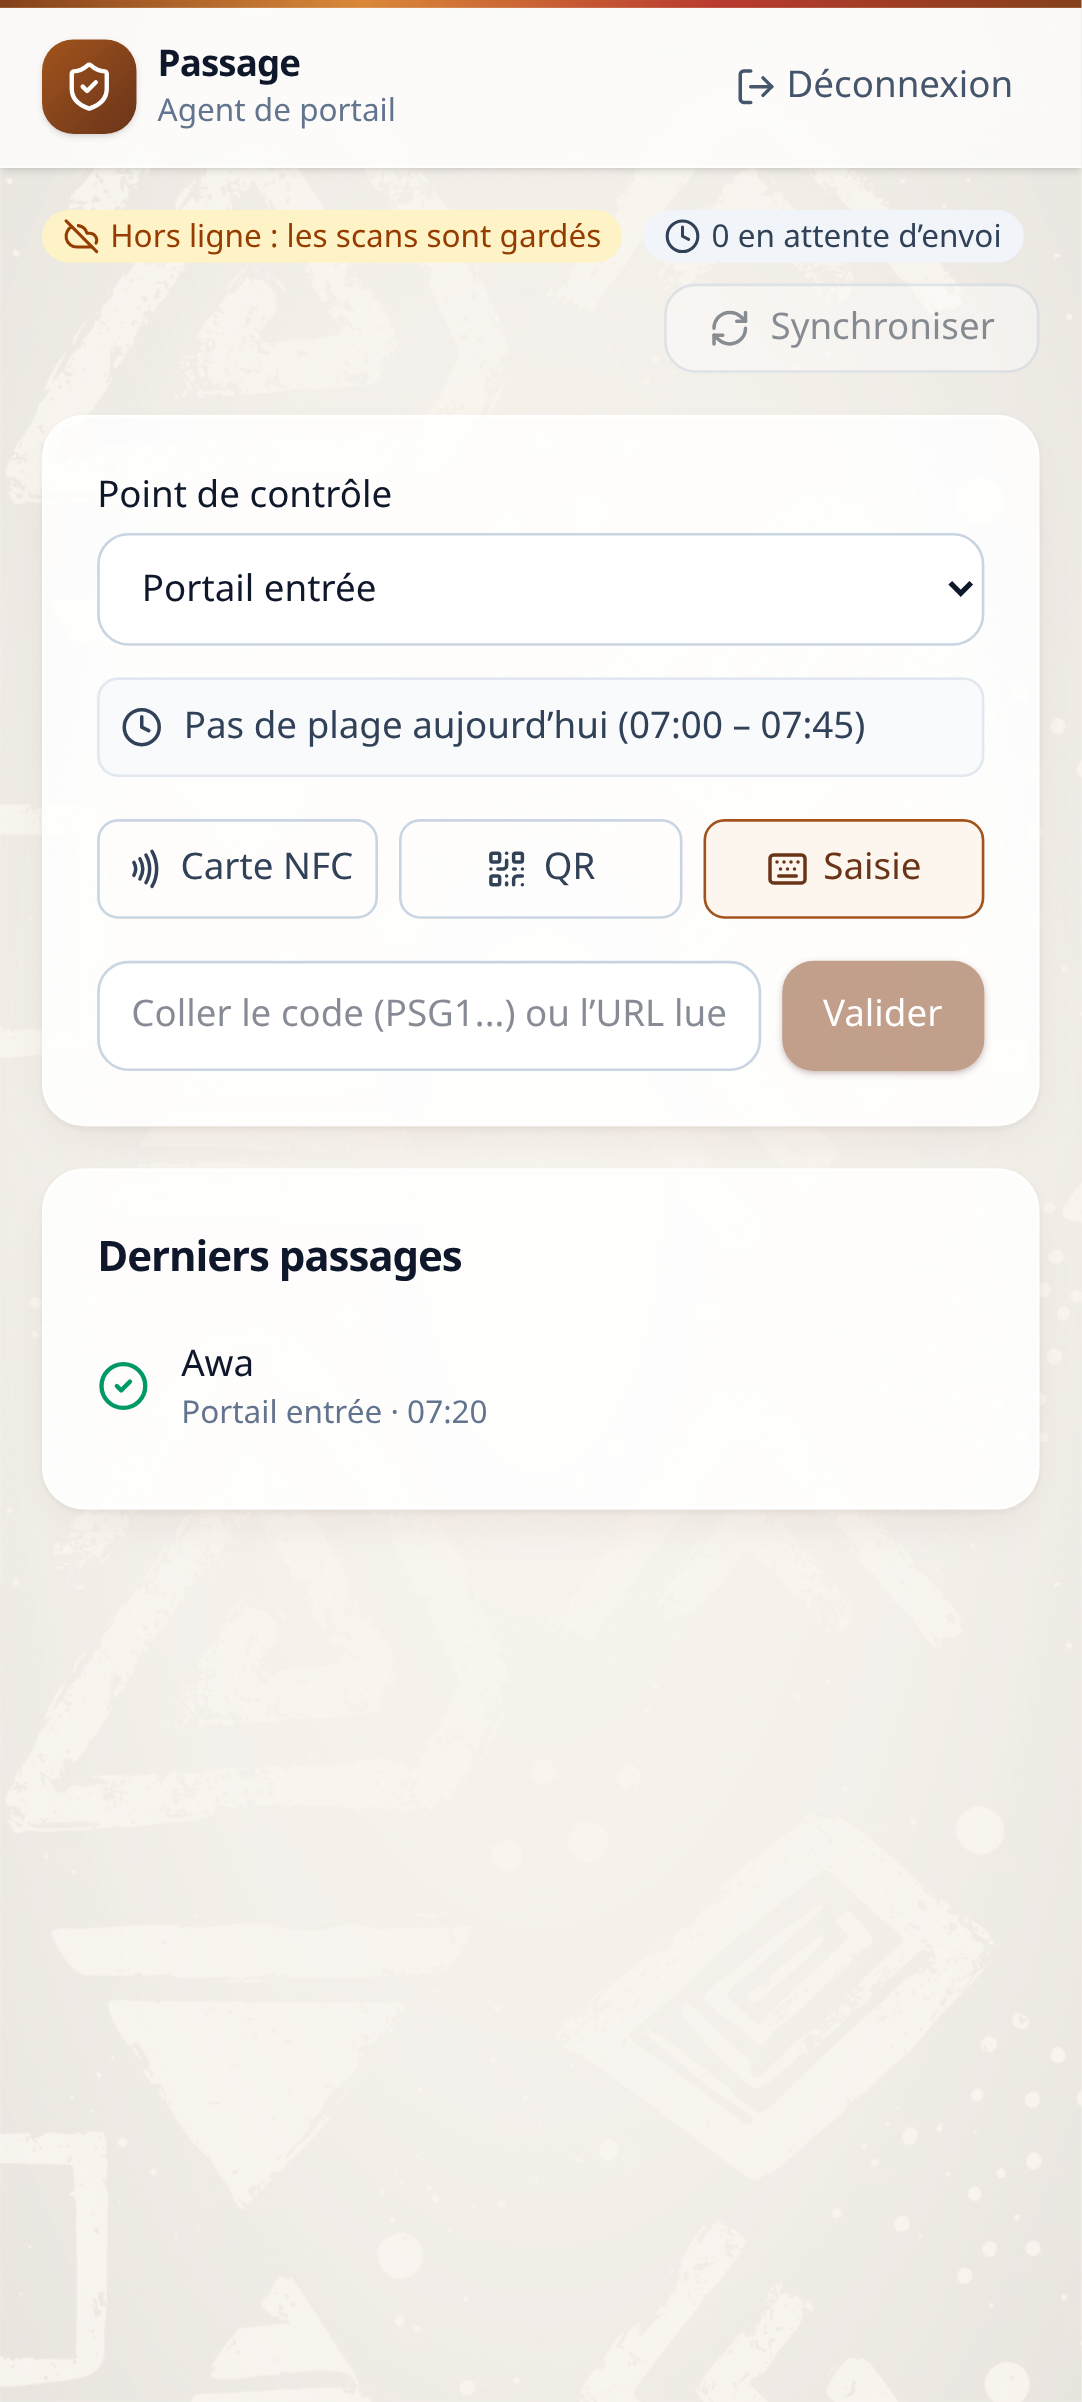 Passage
Agent de portail
Déconnexion
Hors ligne : les scans sont gardés
0 en attente d’envoi
Synchroniser
Point de contrôle
Portail entrée
Pas de plage aujourd’hui (07:00 – 07:45)
Carte NFC
QR
Saisie
Coller le code (PSG1…) ou l’URL lue
Valider
Derniers passages
Awa
Portail entrée · 07:20